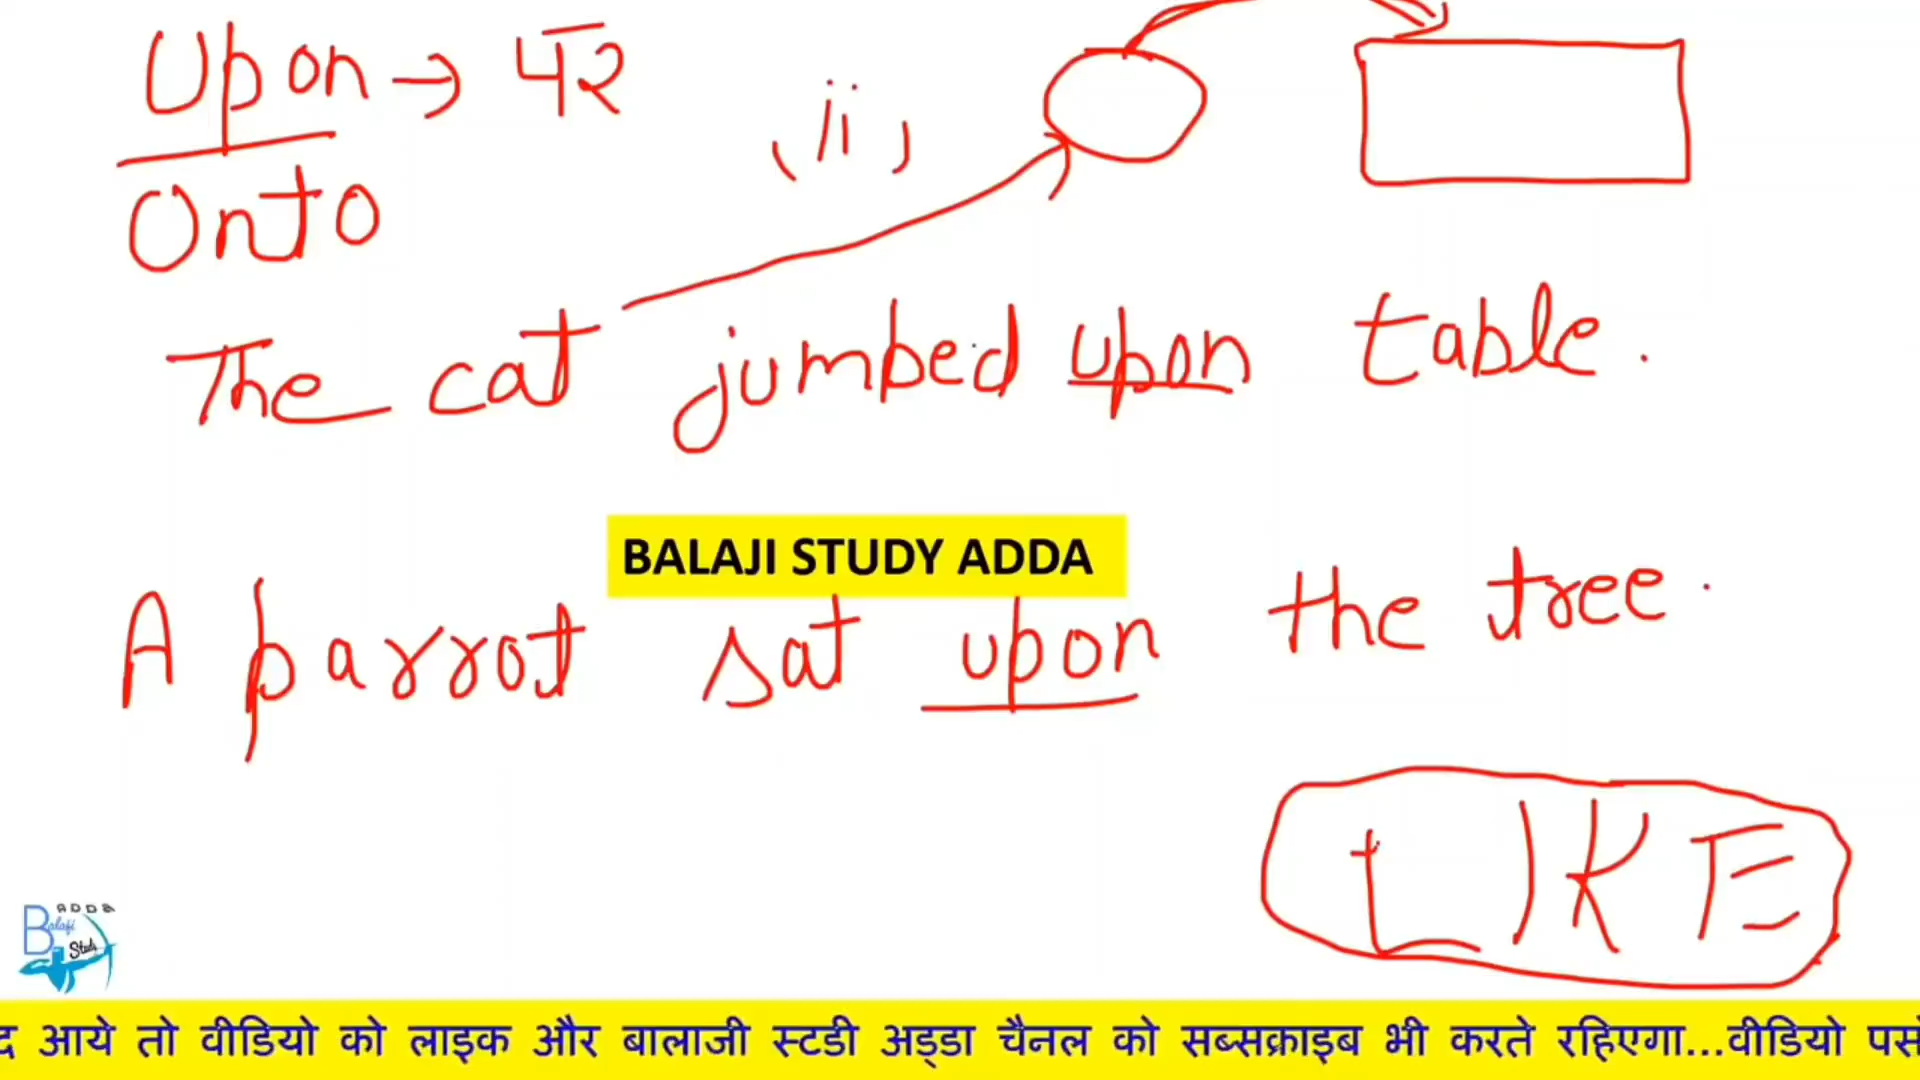 Upon → पर
(ii)
Onto
The cat jumbed upon table.
BALAJI STUDY ADDA
A parrot sat upon the tree.
LIKE
ADDA
Balaji
Study
द आये तो वीडियो को लाइक और बालाजी स्टडी अड्डा चैनल को सब्सक्राइब भी करते रहिएगा...वीडियो पसं